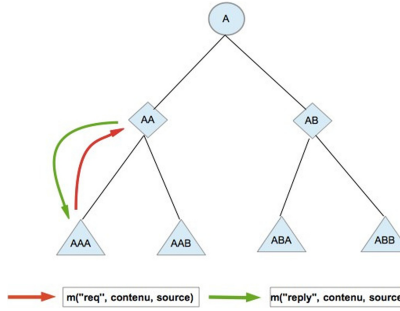 A
AA
AB
AAA
AAB
ABA
ABB
m("req", contenu, source)
m("reply", contenu, source